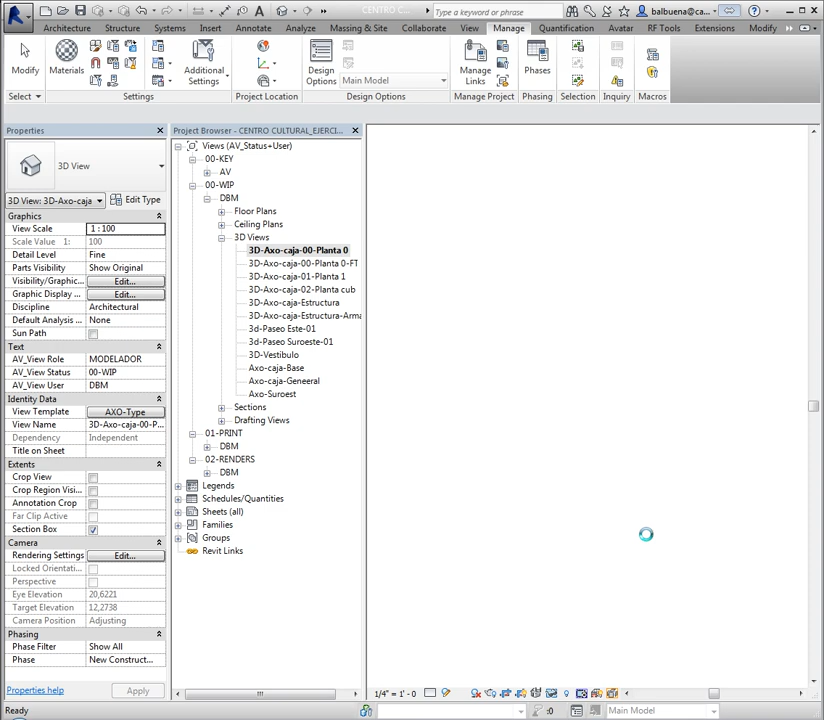 CENTRO C...
Type a keyword or phrase
balbuena@ca...
Architecture Structure Systems Insert Annotate Analyze Massing & Site Collaborate View Manage Quantification Avatar RF Tools Extensions Modify
Modify
Materials
Additional
Settings
Design
Options
Main Model
Manage
Links
Phases
Select Settings Project Location Design Options Manage Project Phasing Selection Inquiry Macros
Properties
3D View
3D View: 3D-Axo-caja
Edit Type
Graphics
View Scale 1 : 100
Scale Value 1: 100
Detail Level Fine
Parts Visibility Show Original
Visibility/Graphic... Edit...
Graphic Display ... Edit...
Discipline Architectural
Default Analysis ... None
Sun Path
Text
AV_View Role MODELADOR
AV_View Status 00-WIP
AV_View User DBM
Identity Data
View Template AXO-Type
View Name 3D-Axo-caja-00-P...
Dependency Independent
Title on Sheet
Extents
Crop View
Crop Region Visi...
Annotation Crop
Far Clip Active
Section Box
Camera
Rendering Settings Edit...
Locked Orientati...
Perspective
Eye Elevation 20,6221
Target Elevation 12,2738
Camera Position Adjusting
Phasing
Phase Filter Show All
Phase New Construct...
Properties help
Apply
Project Browser - CENTRO CULTURAL_EJERCI...
Views (AV_Status+User)
00-KEY
AV
00-WIP
DBM
Floor Plans
Ceiling Plans
3D Views
3D-Axo-caja-00-Planta 0
3D-Axo-caja-00-Planta 0-FT
3D-Axo-caja-01-Planta 1
3D-Axo-caja-02-Planta cub
3D-Axo-caja-Estructura
3D-Axo-caja-Estructura-Arma
3d-Paseo Este-01
3d-Paseo Suroeste-01
3D-Vestibulo
Axo-caja-Base
Axo-caja-Geneeral
Axo-Suroest
Sections
Drafting Views
01-PRINT
DBM
02-RENDERS
DBM
Legends
Schedules/Quantities
Sheets (all)
Families
Groups
Revit Links
1/4" = 1' - 0
Ready
:0
Main Model